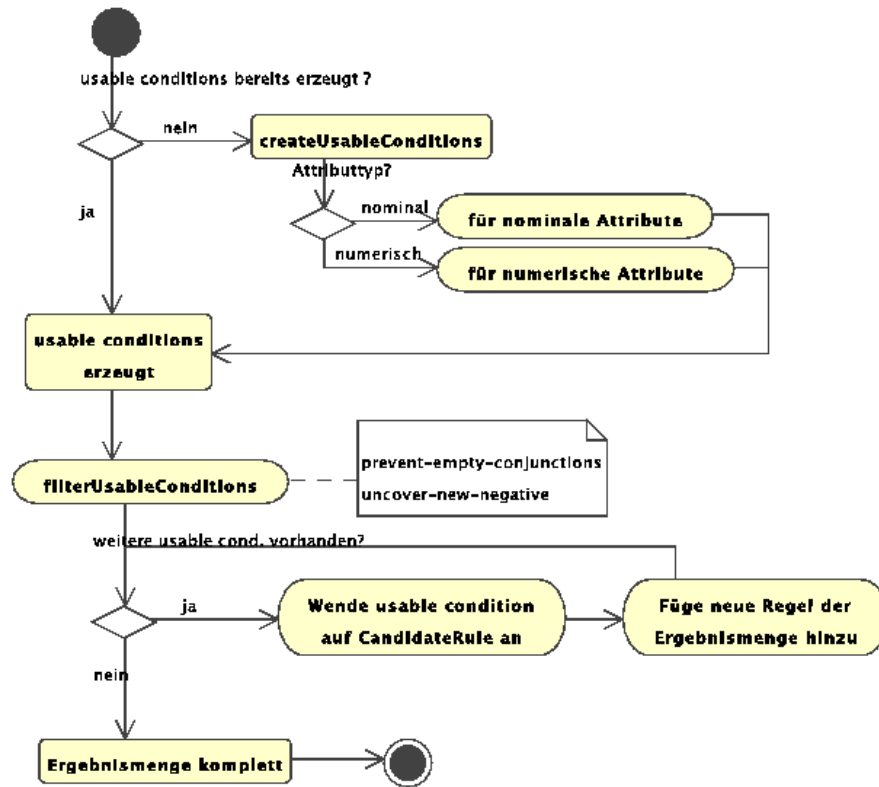 usable conditions bereits erzeugt ?
nein
createUsableConditions
Attributtyp?
ja
nominal
für nominale Attribute
numerisch
für numerische Attribute
usable conditions
erzeugt
prevent-empty-conjunctions
filterUsableConditions
uncover-new-negative
weitere usable cond. vorhanden?
ja
Wende usable condition
auf CandidateRule an
Füge neue Regel der
Ergebnismenge hinzu
nein
Ergebnismenge komplett